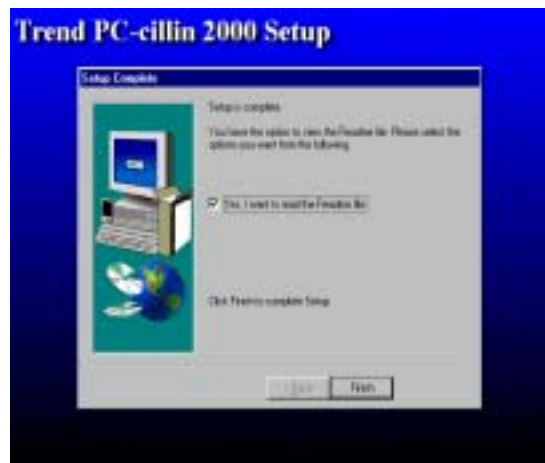 Trend PC-cillin 2000 Setup
Setup Complete
Setup is complete.
You have the option to view the Readme file. Please select the
options you want from the following.
Yes, I want to read the Readme file.
Click Finish to complete Setup.
< Back
Finish